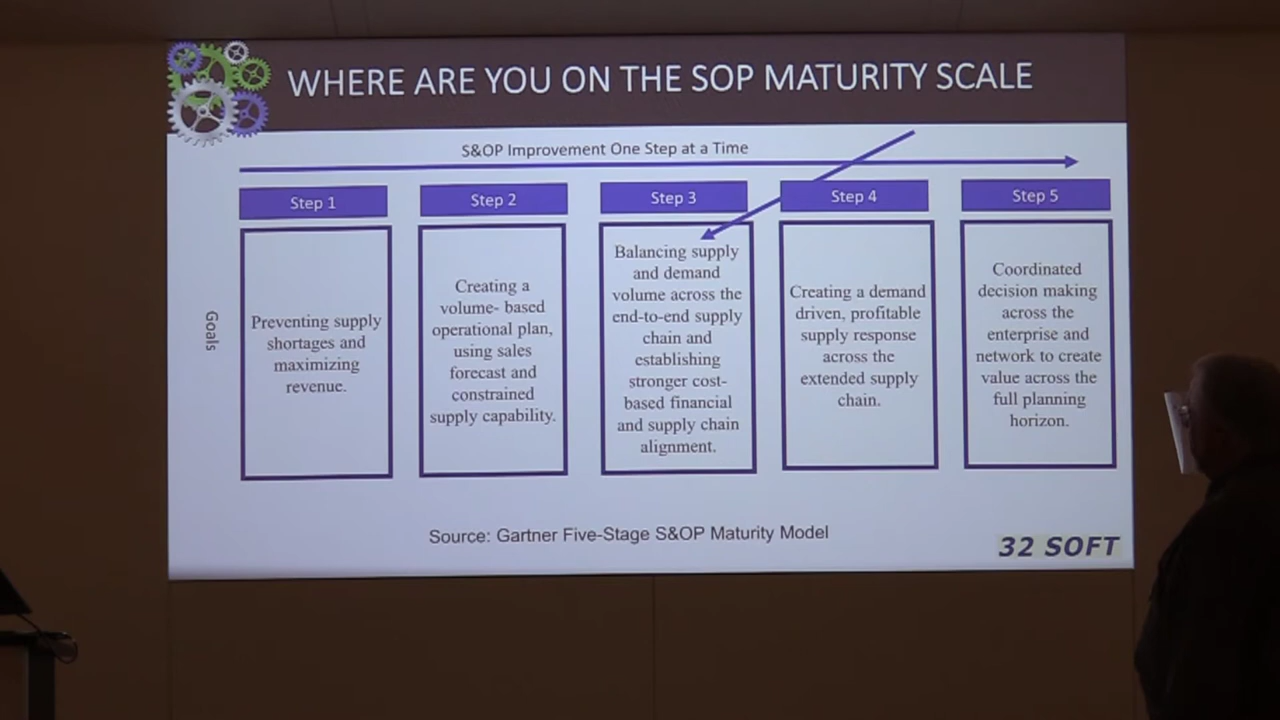 WHERE ARE YOU ON THE SOP MATURITY SCALE
S&OP Improvement One Step at a Time
Step 1
Step 2
Step 3
Step 4
Step 5
Goals
Preventing supply
shortages and
maximizing
revenue.
Creating a
volume- based
operational plan,
using sales
forecast and
constrained
supply capability.
Balancing supply
and demand
volume across the
end-to-end supply
chain and
establishing
stronger cost-
based financial
and supply chain
alignment.
Creating a demand
driven, profitable
supply response
across the
extended supply
chain.
Coordinated
decision making
across the
enterprise and
network to create
value across the
full planning
horizon.
Source: Gartner Five-Stage S&OP Maturity Model
32 SOFT